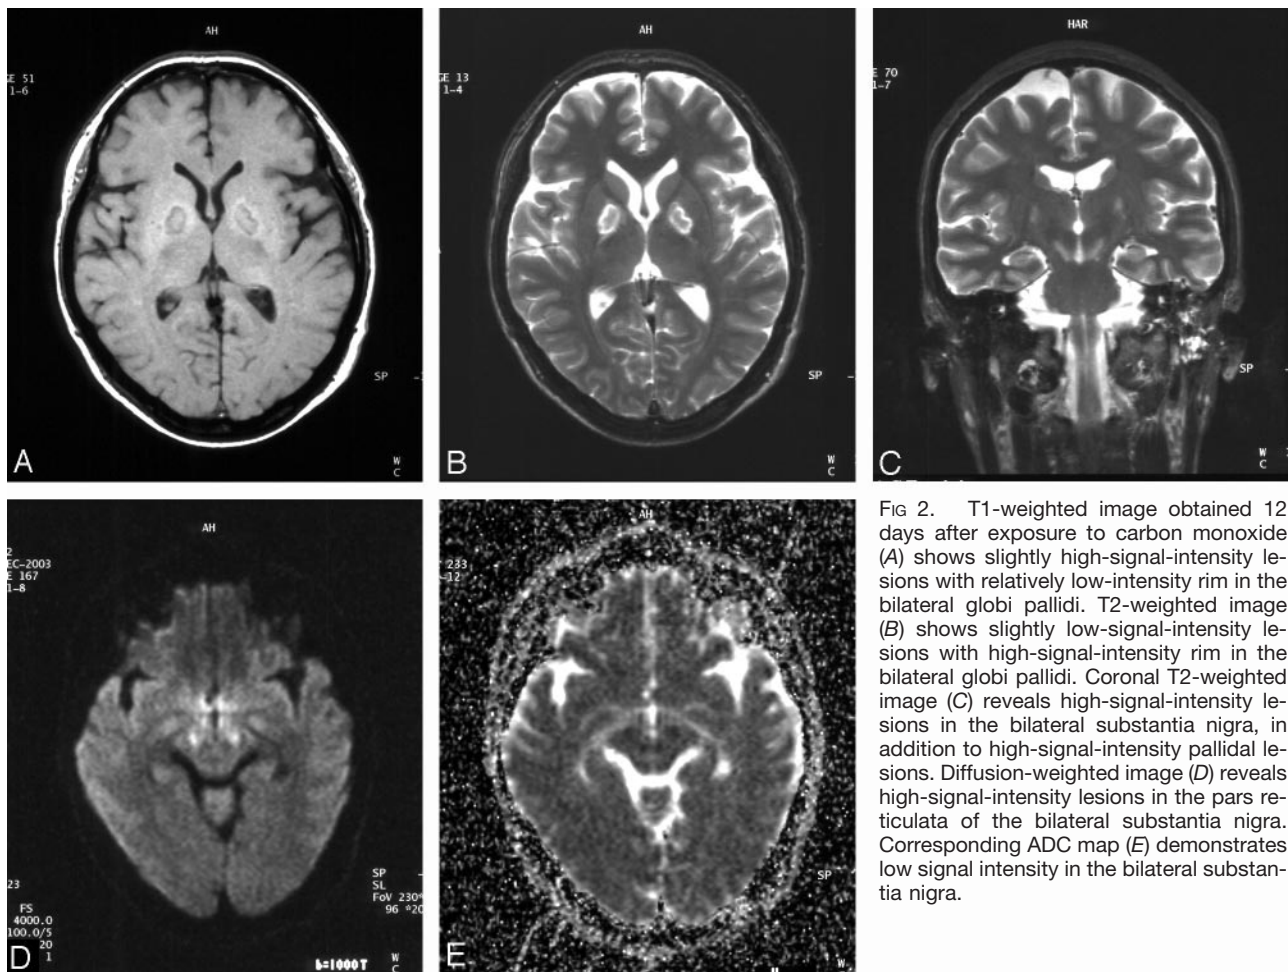 AH
GE 51
1-6
SP
W
C
A
AH
GE 13
1-4
SP
W
C
B
HAR
E 70
1-7
SP
W
C
C
AH
2
EC-2003
E 167
1-8
23
FS
4000.0
100.0/5
20
1
SP
SL
FoV 230*
96 *20
b=1000T
W
C
D
AH
233
-12
SP
W
E
FIG 2. T1-weighted image obtained 12
days after exposure to carbon monoxide
(A) shows slightly high-signal-intensity le-
sions with relatively low-intensity rim in the
bilateral globi pallidi. T2-weighted image
(B) shows slightly low-signal-intensity le-
sions with high-signal-intensity rim in the
bilateral globi pallidi. Coronal T2-weighted
image (C) reveals high-signal-intensity le-
sions in the bilateral substantia nigra, in
addition to high-signal-intensity pallidal le-
sions. Diffusion-weighted image (D) reveals
high-signal-intensity lesions in the pars re-
ticulata of the bilateral substantia nigra.
Corresponding ADC map (E) demonstrates
low signal intensity in the bilateral substan-
tia nigra.